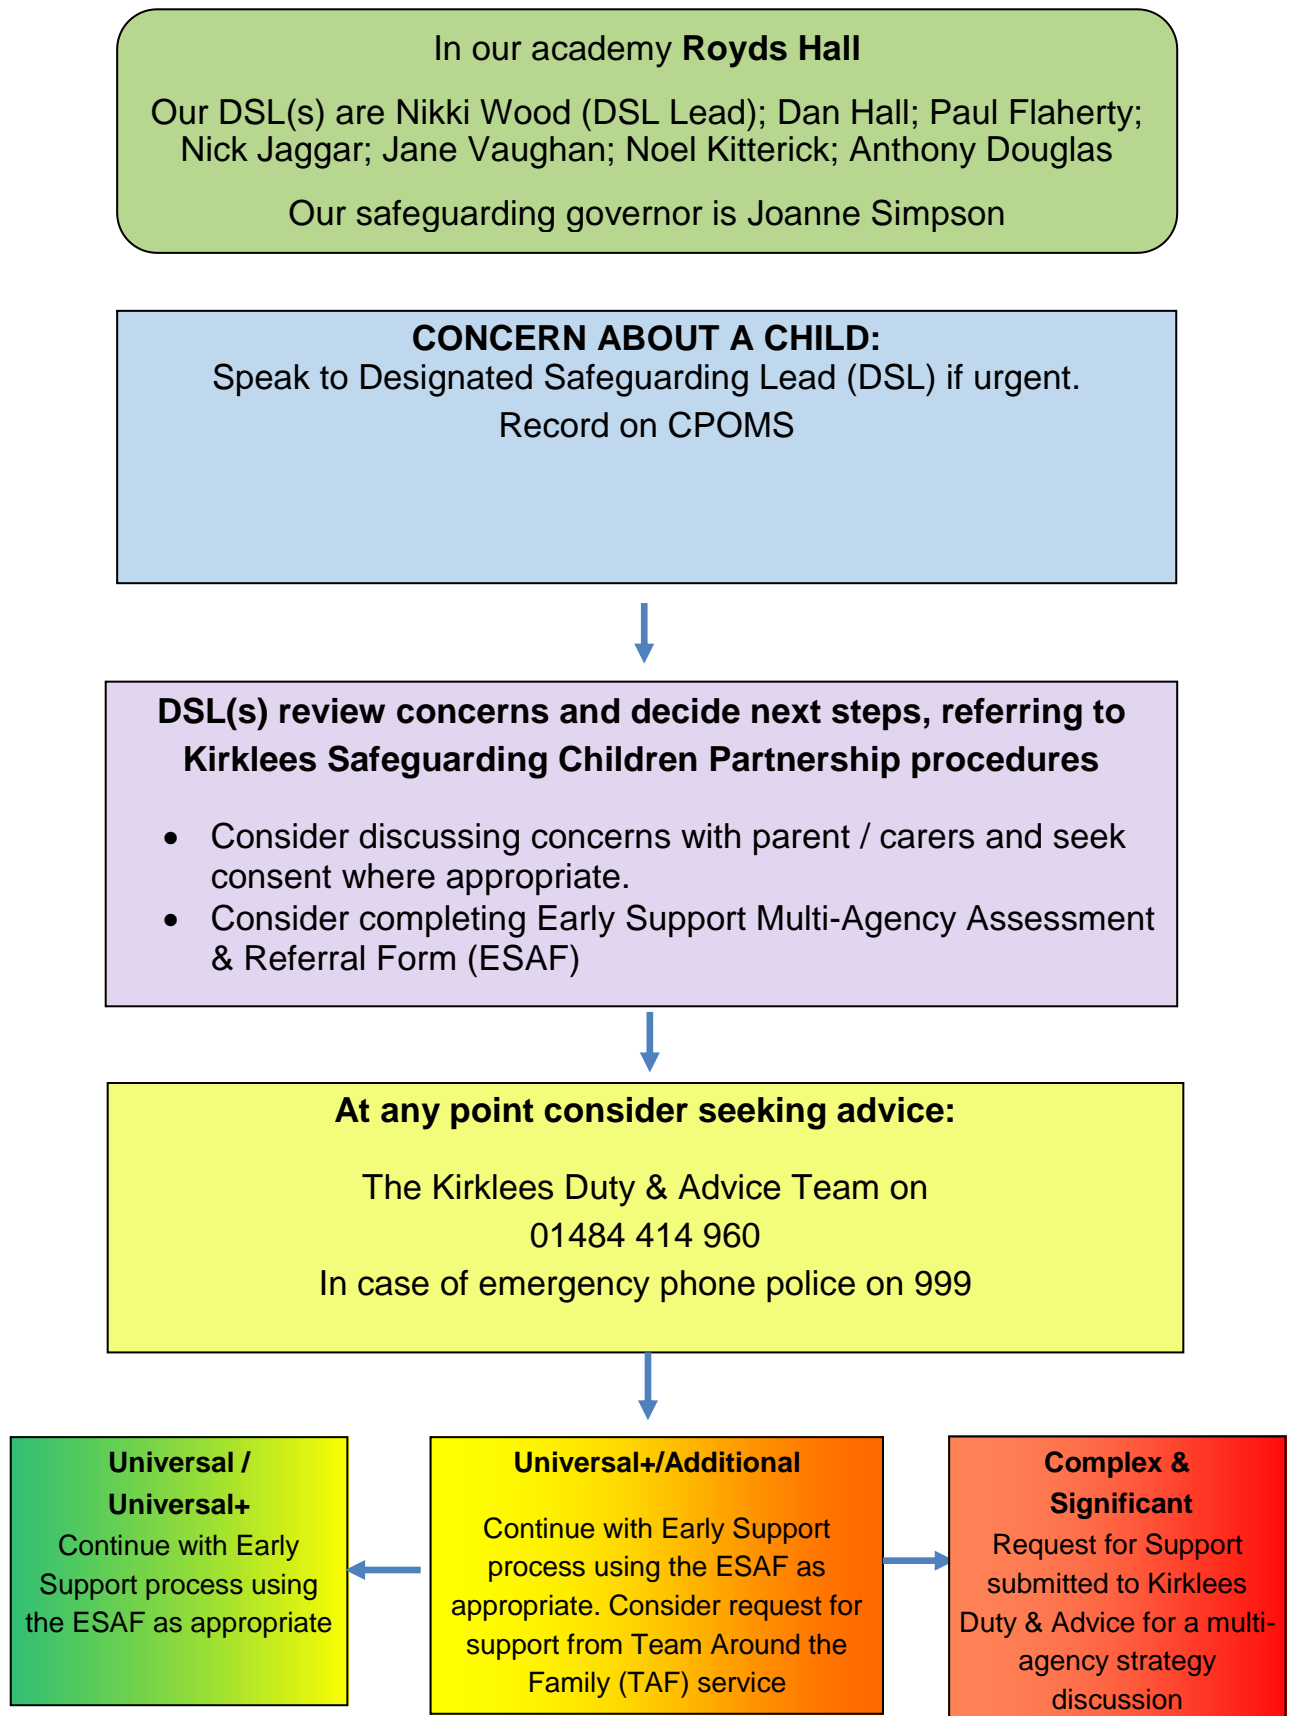 In our academy Royds Hall
Our DSL(s) are Nikki Wood (DSL Lead); Dan Hall; Paul Flaherty;
Nick Jaggar; Jane Vaughan; Noel Kitterick; Anthony Douglas
Our safeguarding governor is Joanne Simpson
CONCERN ABOUT A CHILD:
Speak to Designated Safeguarding Lead (DSL) if urgent.
Record on CPOMS
DSL(s) review concerns and decide next steps, referring to
Kirklees Safeguarding Children Partnership procedures
• Consider discussing concerns with parent / carers and seek
consent where appropriate.
• Consider completing Early Support Multi-Agency Assessment
& Referral Form (ESAF)
At any point consider seeking advice:
The Kirklees Duty & Advice Team on
01484 414 960
In case of emergency phone police on 999
Universal /
Universal+
Continue with Early
Support process using
the ESAF as appropriate
Universal+/Additional
Continue with Early Support
process using the ESAF as
appropriate. Consider request for
support from Team Around the
Family (TAF) service
Complex &
Significant
Request for Support
submitted to Kirklees
Duty & Advice for a multi-
agency strategy
discussion